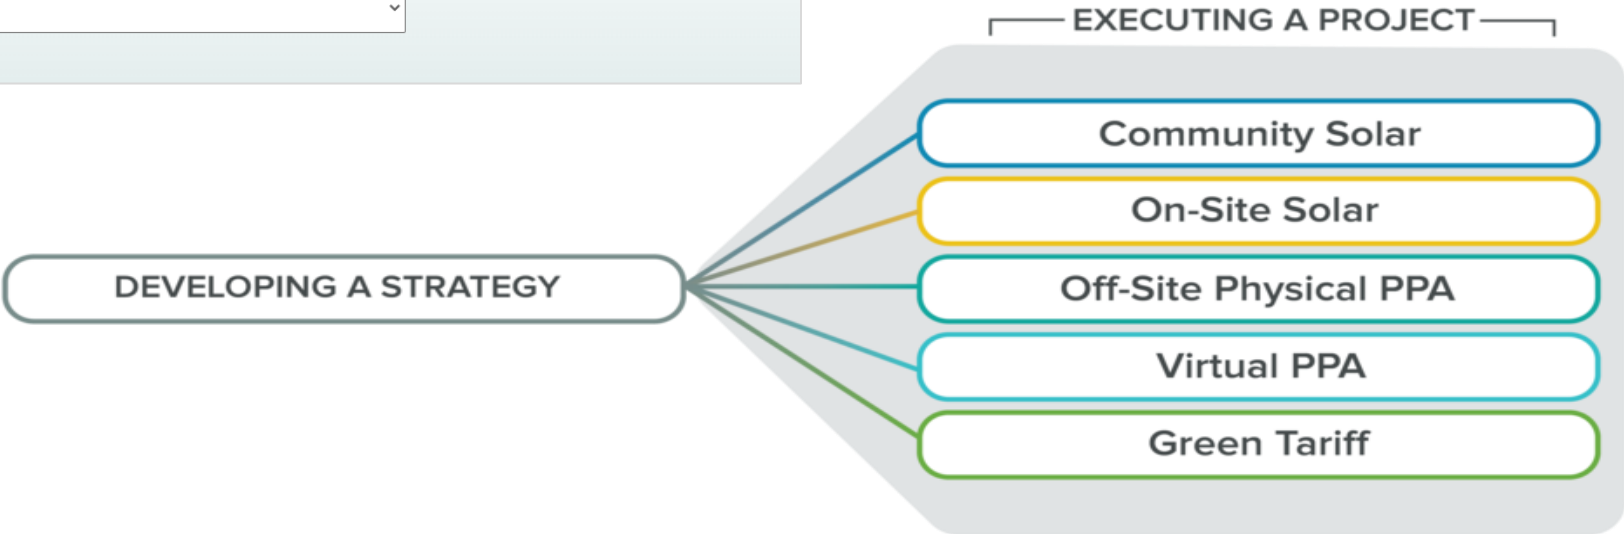 EXECUTING A PROJECT
Community Solar
On-Site Solar
DEVELOPING A STRATEGY
Off-Site Physical PPA
Virtual PPA
Green Tariff